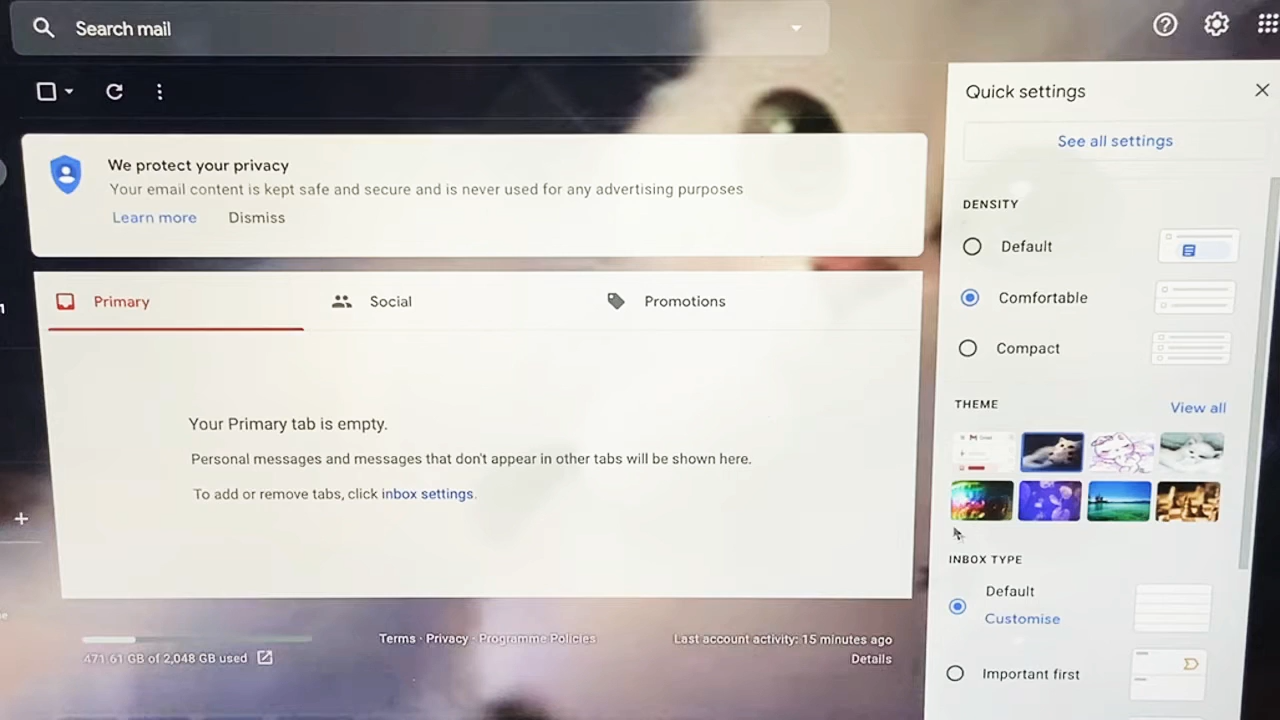 Search mail
Quick settings
See all settings
We protect your privacy
Your email content is kept safe and secure and is never used for any advertising purposes
Learn more Dismiss
DENSITY
Default
Comfortable
Compact
Primary Social Promotions
THEME View all
Your Primary tab is empty.
Personal messages and messages that don't appear in other tabs will be shown here.
To add or remove tabs, click inbox settings.
INBOX TYPE
Default
Customise
Important first
Terms · Privacy · Programme Policies
471.61 GB of 2,048 GB used
Last account activity: 15 minutes ago
Details